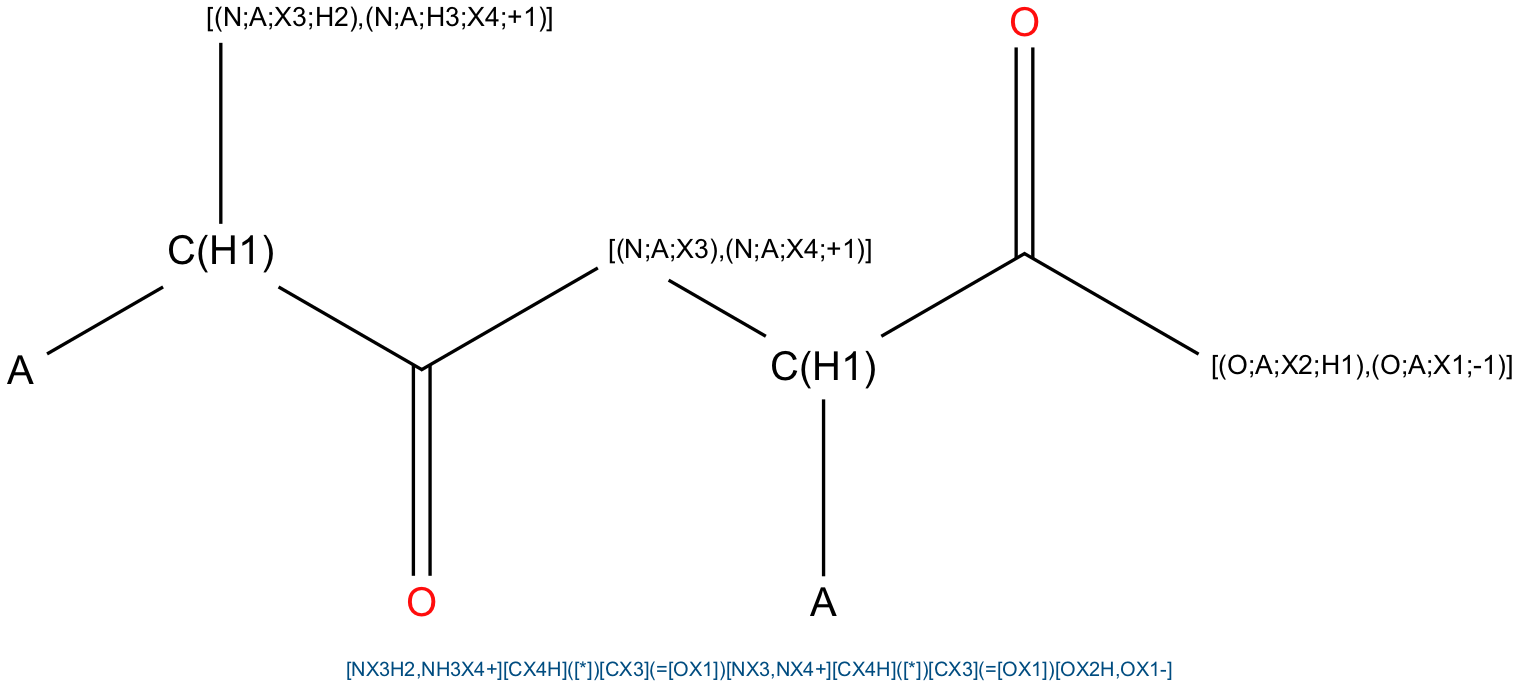 [(N;A;X3;H2),(N;A;H3;X4;+1)]
O
C(H1)
[(N;A;X3),(N;A;X4;+1)]
A
C(H1)
[(O;A;X2;H1),(O;A;X1;-1)]
O
A
[NX3H2,NH3X4+][CX4H]([*])[CX3](=[OX1])[NX3,NX4+][CX4H]([*])[CX3](=[OX1])[OX2H,OX1-]